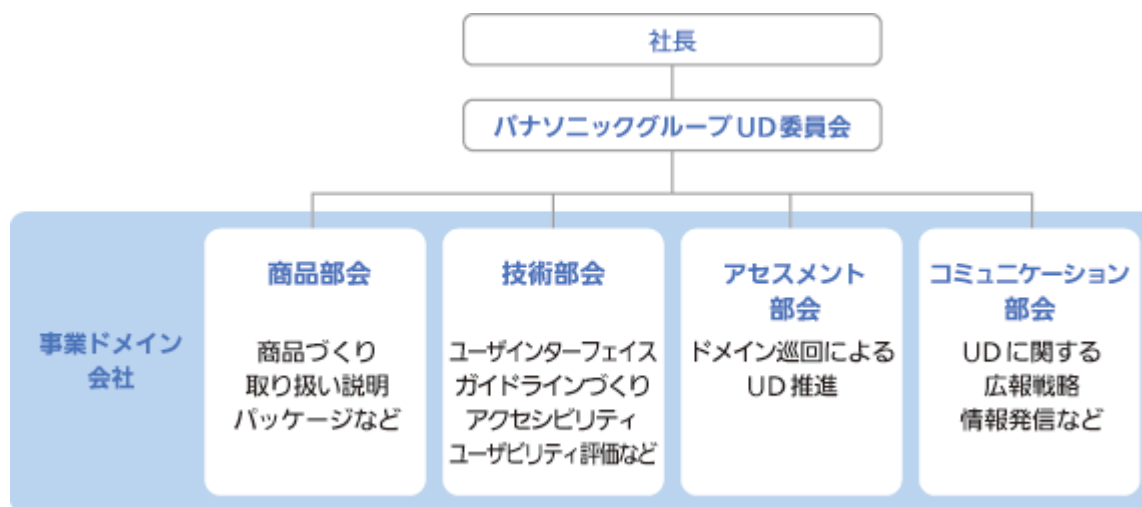 社長
パナソニックグループUD委員会
事業ドメイン
会社
商品部会
商品づくり
取り扱い説明
パッケージなど
技術部会
ユーザインターフェイス
ガイドラインづくり
アクセシビリティ
ユーザビリティ評価など
アセスメント
部会
ドメイン巡回による
UD推進
コミュニケーション
部会
UDに関する
広報戦略
情報発信など